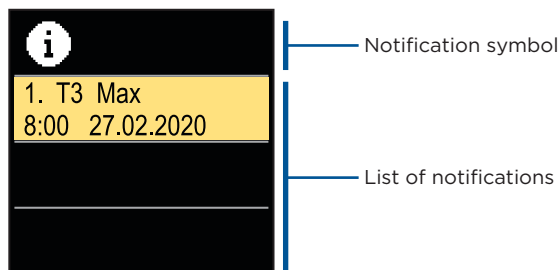 i
Notification symbol
1. T3 Max
8:00 27.02.2020
List of notifications